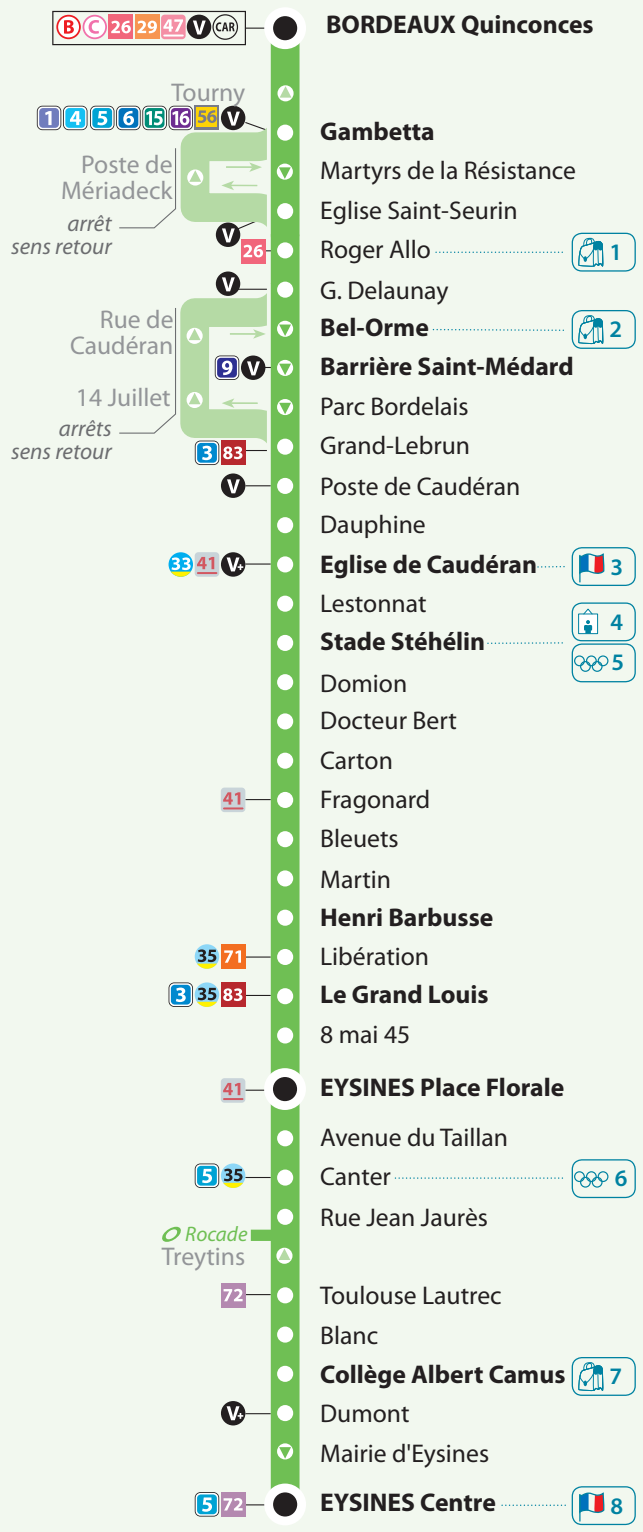 B C 26 29 47 V CAR BORDEAUX Quinconces
Tourny
1 4 5 6 15 16 56 V
Gambetta
Poste de
Mériadeck
Martyrs de la Résistance
arrêt
sens retour
Eglise Saint-Seurin
V
26 Roger Allo 1
V G. Delaunay
Rue de
Caudéran
Bel-Orme 2
9 V Barrière Saint-Médard
14 Juillet
Parc Bordelais
arrêts
sens retour
3 83 Grand-Lebrun
V Poste de Caudéran
Dauphine
33 41 V+ Eglise de Caudéran 3
Lestonnat
4
Stade Stéhélin
5
Domion
Docteur Bert
Carton
41 Fragonard
Bleuets
Martin
Henri Barbusse
35 71 Libération
3 35 83 Le Grand Louis
8 mai 45
41 EYSINES Place Florale
Avenue du Taillan
5 35 Canter 6
Rue Jean Jaurès
Rocade
Treytins
72 Toulouse Lautrec
Blanc
Collège Albert Camus 7
V+ Dumont
Mairie d'Eysines
5 72 EYSINES Centre 8